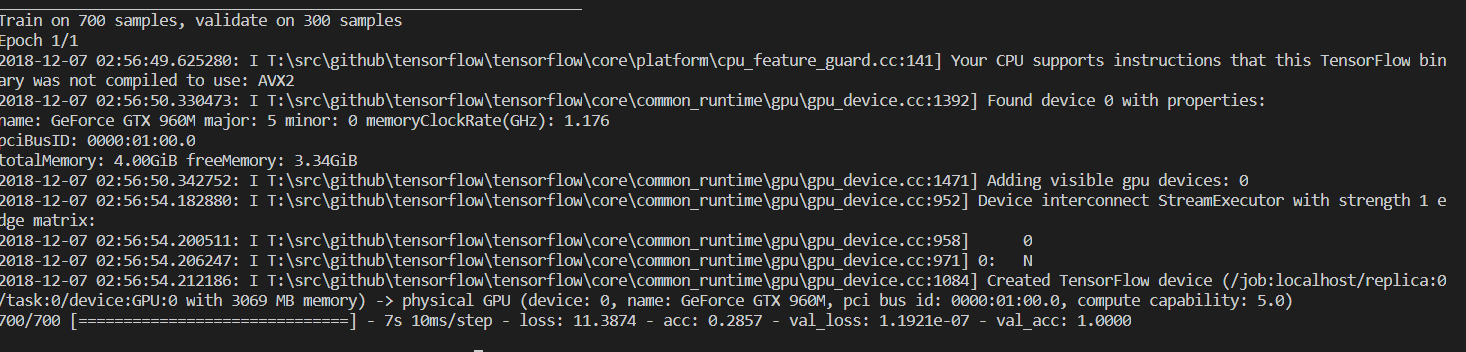 Train on 700 samples, validate on 300 samples
Epoch 1/1
2018-12-07 02:56:49.625280: I T:\src\github\tensorflow\tensorflow\core\platform\cpu_feature_guard.cc:141] Your CPU supports instructions that this TensorFlow bin
ary was not compiled to use: AVX2
2018-12-07 02:56:50.330473: I T:\src\github\tensorflow\tensorflow\core\common_runtime\gpu\gpu_device.cc:1392] Found device 0 with properties:
name: GeForce GTX 960M major: 5 minor: 0 memoryClockRate(GHz): 1.176
pciBusID: 0000:01:00.0
totalMemory: 4.00GiB freeMemory: 3.34GiB
2018-12-07 02:56:50.342752: I T:\src\github\tensorflow\tensorflow\core\common_runtime\gpu\gpu_device.cc:1471] Adding visible gpu devices: 0
2018-12-07 02:56:54.182880: I T:\src\github\tensorflow\tensorflow\core\common_runtime\gpu\gpu_device.cc:952] Device interconnect StreamExecutor with strength 1 e
dge matrix:
2018-12-07 02:56:54.200511: I T:\src\github\tensorflow\tensorflow\core\common_runtime\gpu\gpu_device.cc:958]      0
2018-12-07 02:56:54.206247: I T:\src\github\tensorflow\tensorflow\core\common_runtime\gpu\gpu_device.cc:971] 0:   N
2018-12-07 02:56:54.212186: I T:\src\github\tensorflow\tensorflow\core\common_runtime\gpu\gpu_device.cc:1084] Created TensorFlow device (/job:localhost/replica:0
/task:0/device:GPU:0 with 3069 MB memory) -> physical GPU (device: 0, name: GeForce GTX 960M, pci bus id: 0000:01:00.0, compute capability: 5.0)
700/700 [==============================] - 7s 10ms/step - loss: 11.3874 - acc: 0.2857 - val_loss: 1.1921e-07 - val_acc: 1.0000